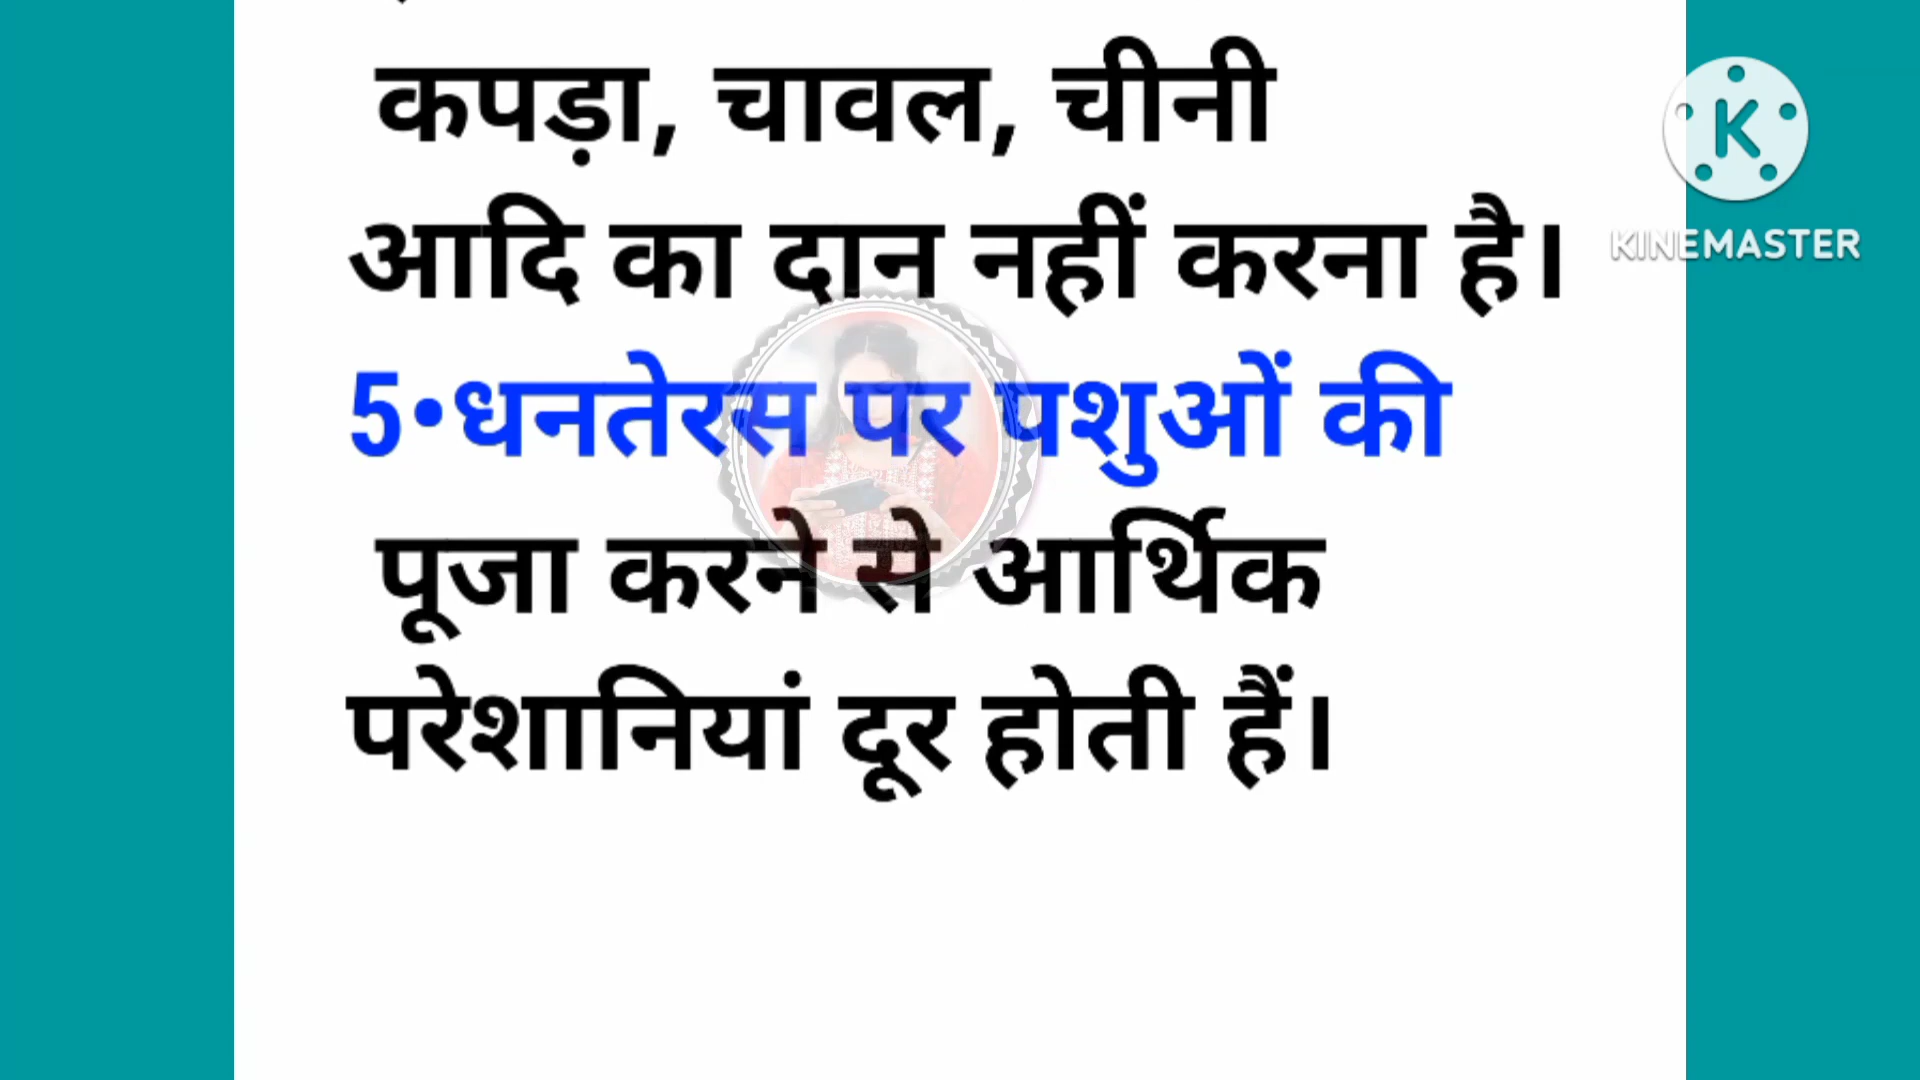 कपड़ा, चावल, चीनी
आदि का दान नहीं करना है।
5•धनतेरस पर पशुओं की
पूजा करने से आर्थिक
परेशानियां दूर होती हैं।
K
KINEMASTER